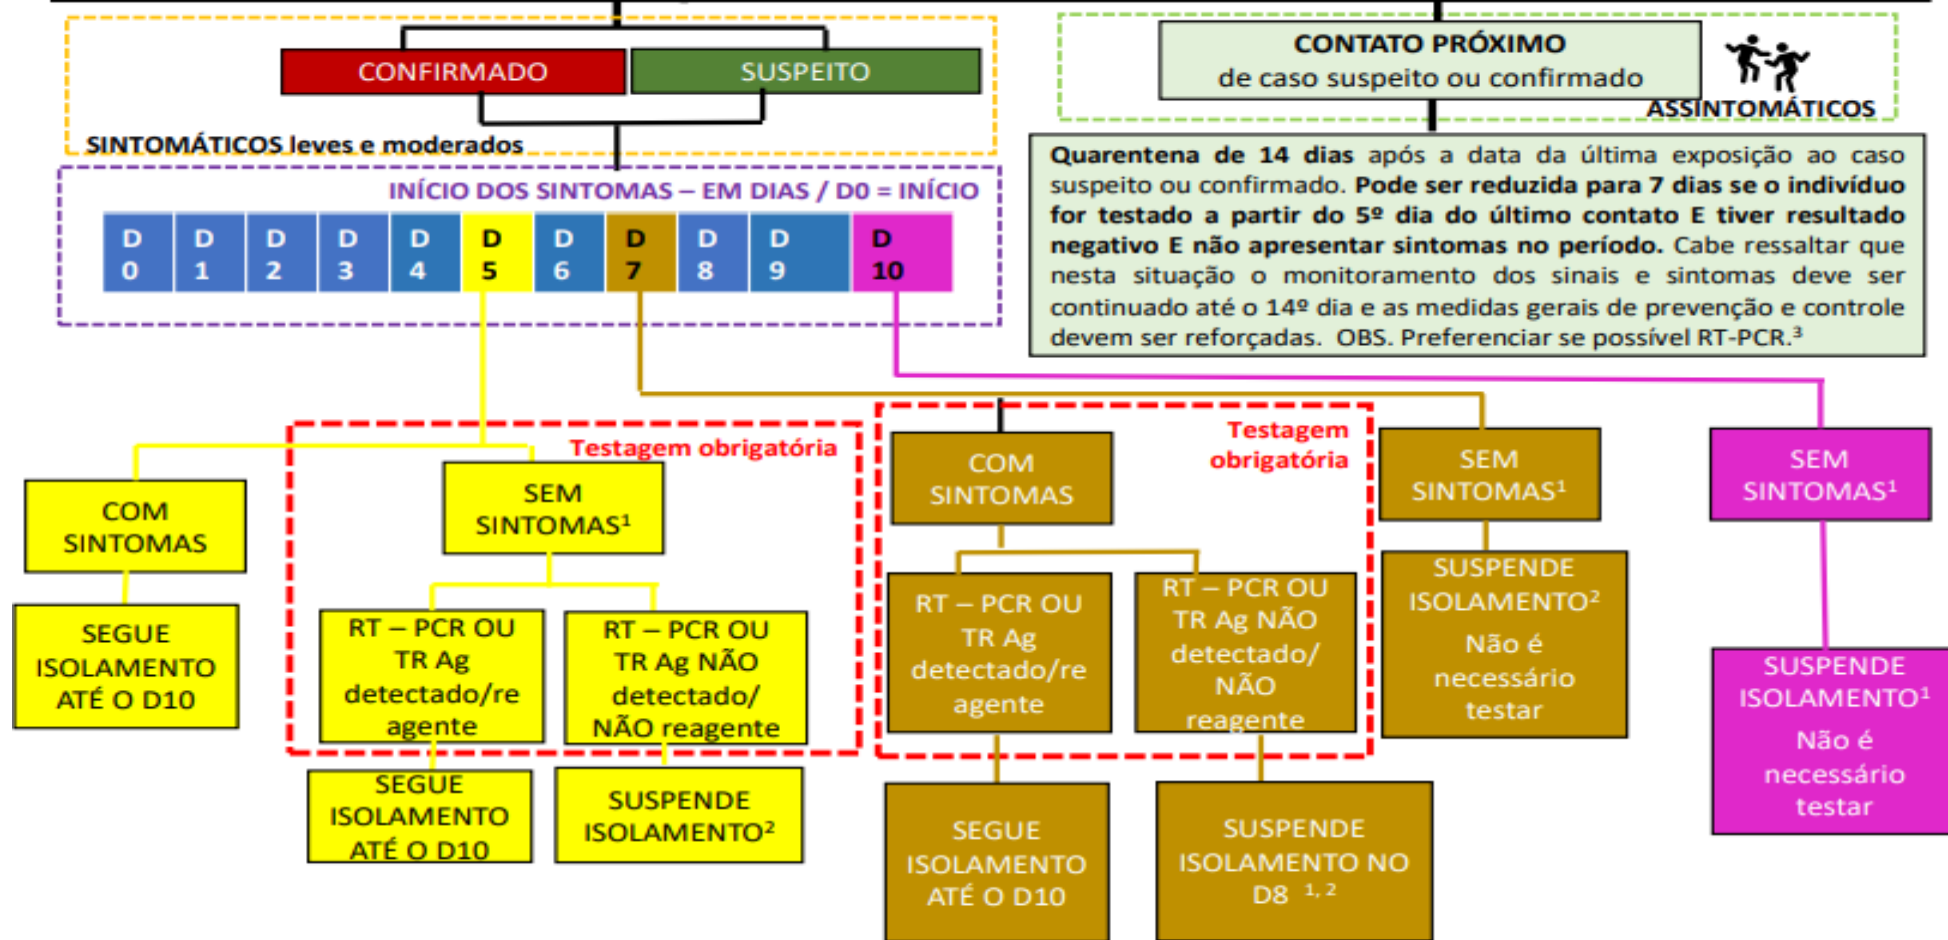 CONFIRMADO
SUSPEITO
SINTOMÁTICOS leves e moderados
CONTATO PRÓXIMO
de caso suspeito ou confirmado
ASSINTOMÁTICOS
INÍCIO DOS SINTOMAS – EM DIAS / D0 = INÍCIO
D D D D D D D D D D D
0 1 2 3 4 5 6 7 8 9 10
Quarentena de 14 dias após a data da última exposição ao caso
suspeito ou confirmado. Pode ser reduzida para 7 dias se o indivíduo
for testado a partir do 5º dia do último contato E tiver resultado
negativo E não apresentar sintomas no período. Cabe ressaltar que
nesta situação o monitoramento dos sinais e sintomas deve ser
continuado até o 14º dia e as medidas gerais de prevenção e controle
devem ser reforçadas. OBS. Preferenciar se possível RT-PCR.³
COM
SINTOMAS
SEGUE
ISOLAMENTO
ATÉ O D10
Testagem obrigatória
SEM
SINTOMAS¹
RT – PCR OU
TR Ag
detectado/re
agente
SEGUE
ISOLAMENTO
ATÉ O D10
RT – PCR OU
TR Ag NÃO
detectado/
NÃO reagente
SUSPENDE
ISOLAMENTO²
Testagem
obrigatória
COM
SINTOMAS
RT – PCR OU
TR Ag
detectado/re
agente
SEGUE
ISOLAMENTO
ATÉ O D10
RT – PCR OU
TR Ag NÃO
detectado/
NÃO
reagente
SUSPENDE
ISOLAMENTO NO
D8 ¹, ²
SEM
SINTOMAS¹
SUSPENDE
ISOLAMENTO²
Não é
necessário
testar
SEM
SINTOMAS¹
SUSPENDE
ISOLAMENTO¹
Não é
necessário
testar